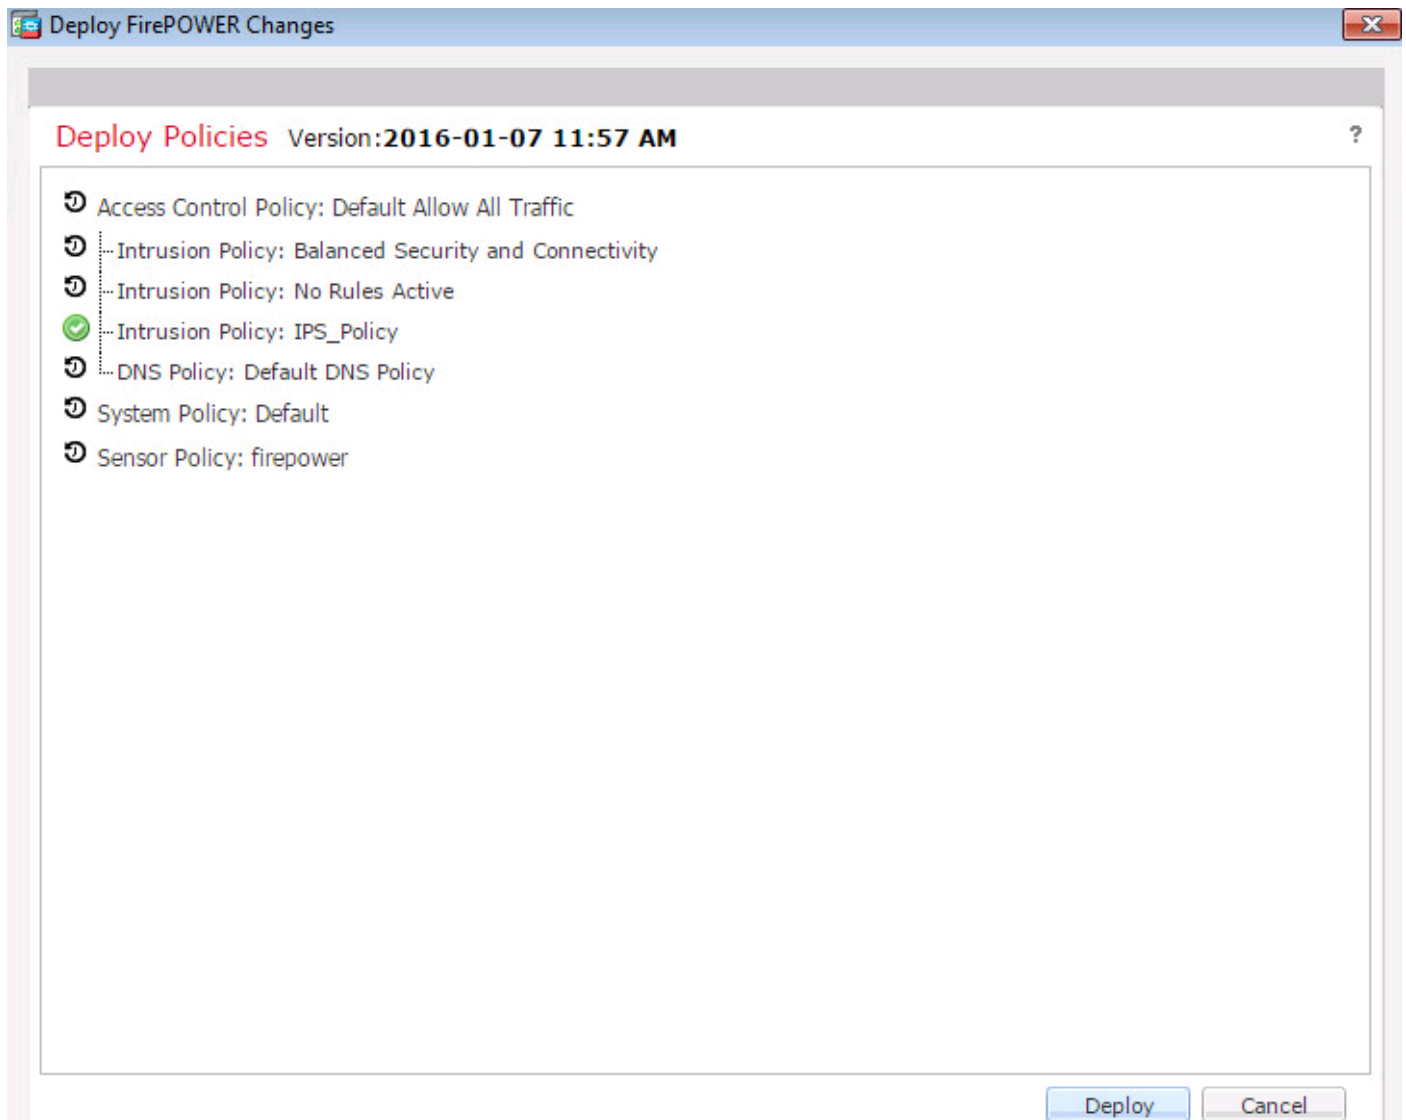 Deploy FirePOWER Changes
Deploy Policies Version:2016-01-07 11:57 AM ?
Access Control Policy: Default Allow All Traffic
Intrusion Policy: Balanced Security and Connectivity
Intrusion Policy: No Rules Active
Intrusion Policy: IPS_Policy
DNS Policy: Default DNS Policy
System Policy: Default
Sensor Policy: firepower
Deploy Cancel